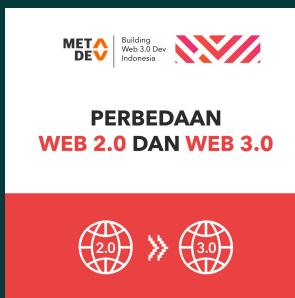 META DEV
Building
Web 3.0 Dev
Indonesia
PERBEDAAN
WEB 2.0 DAN WEB 3.0
2.0
3.0